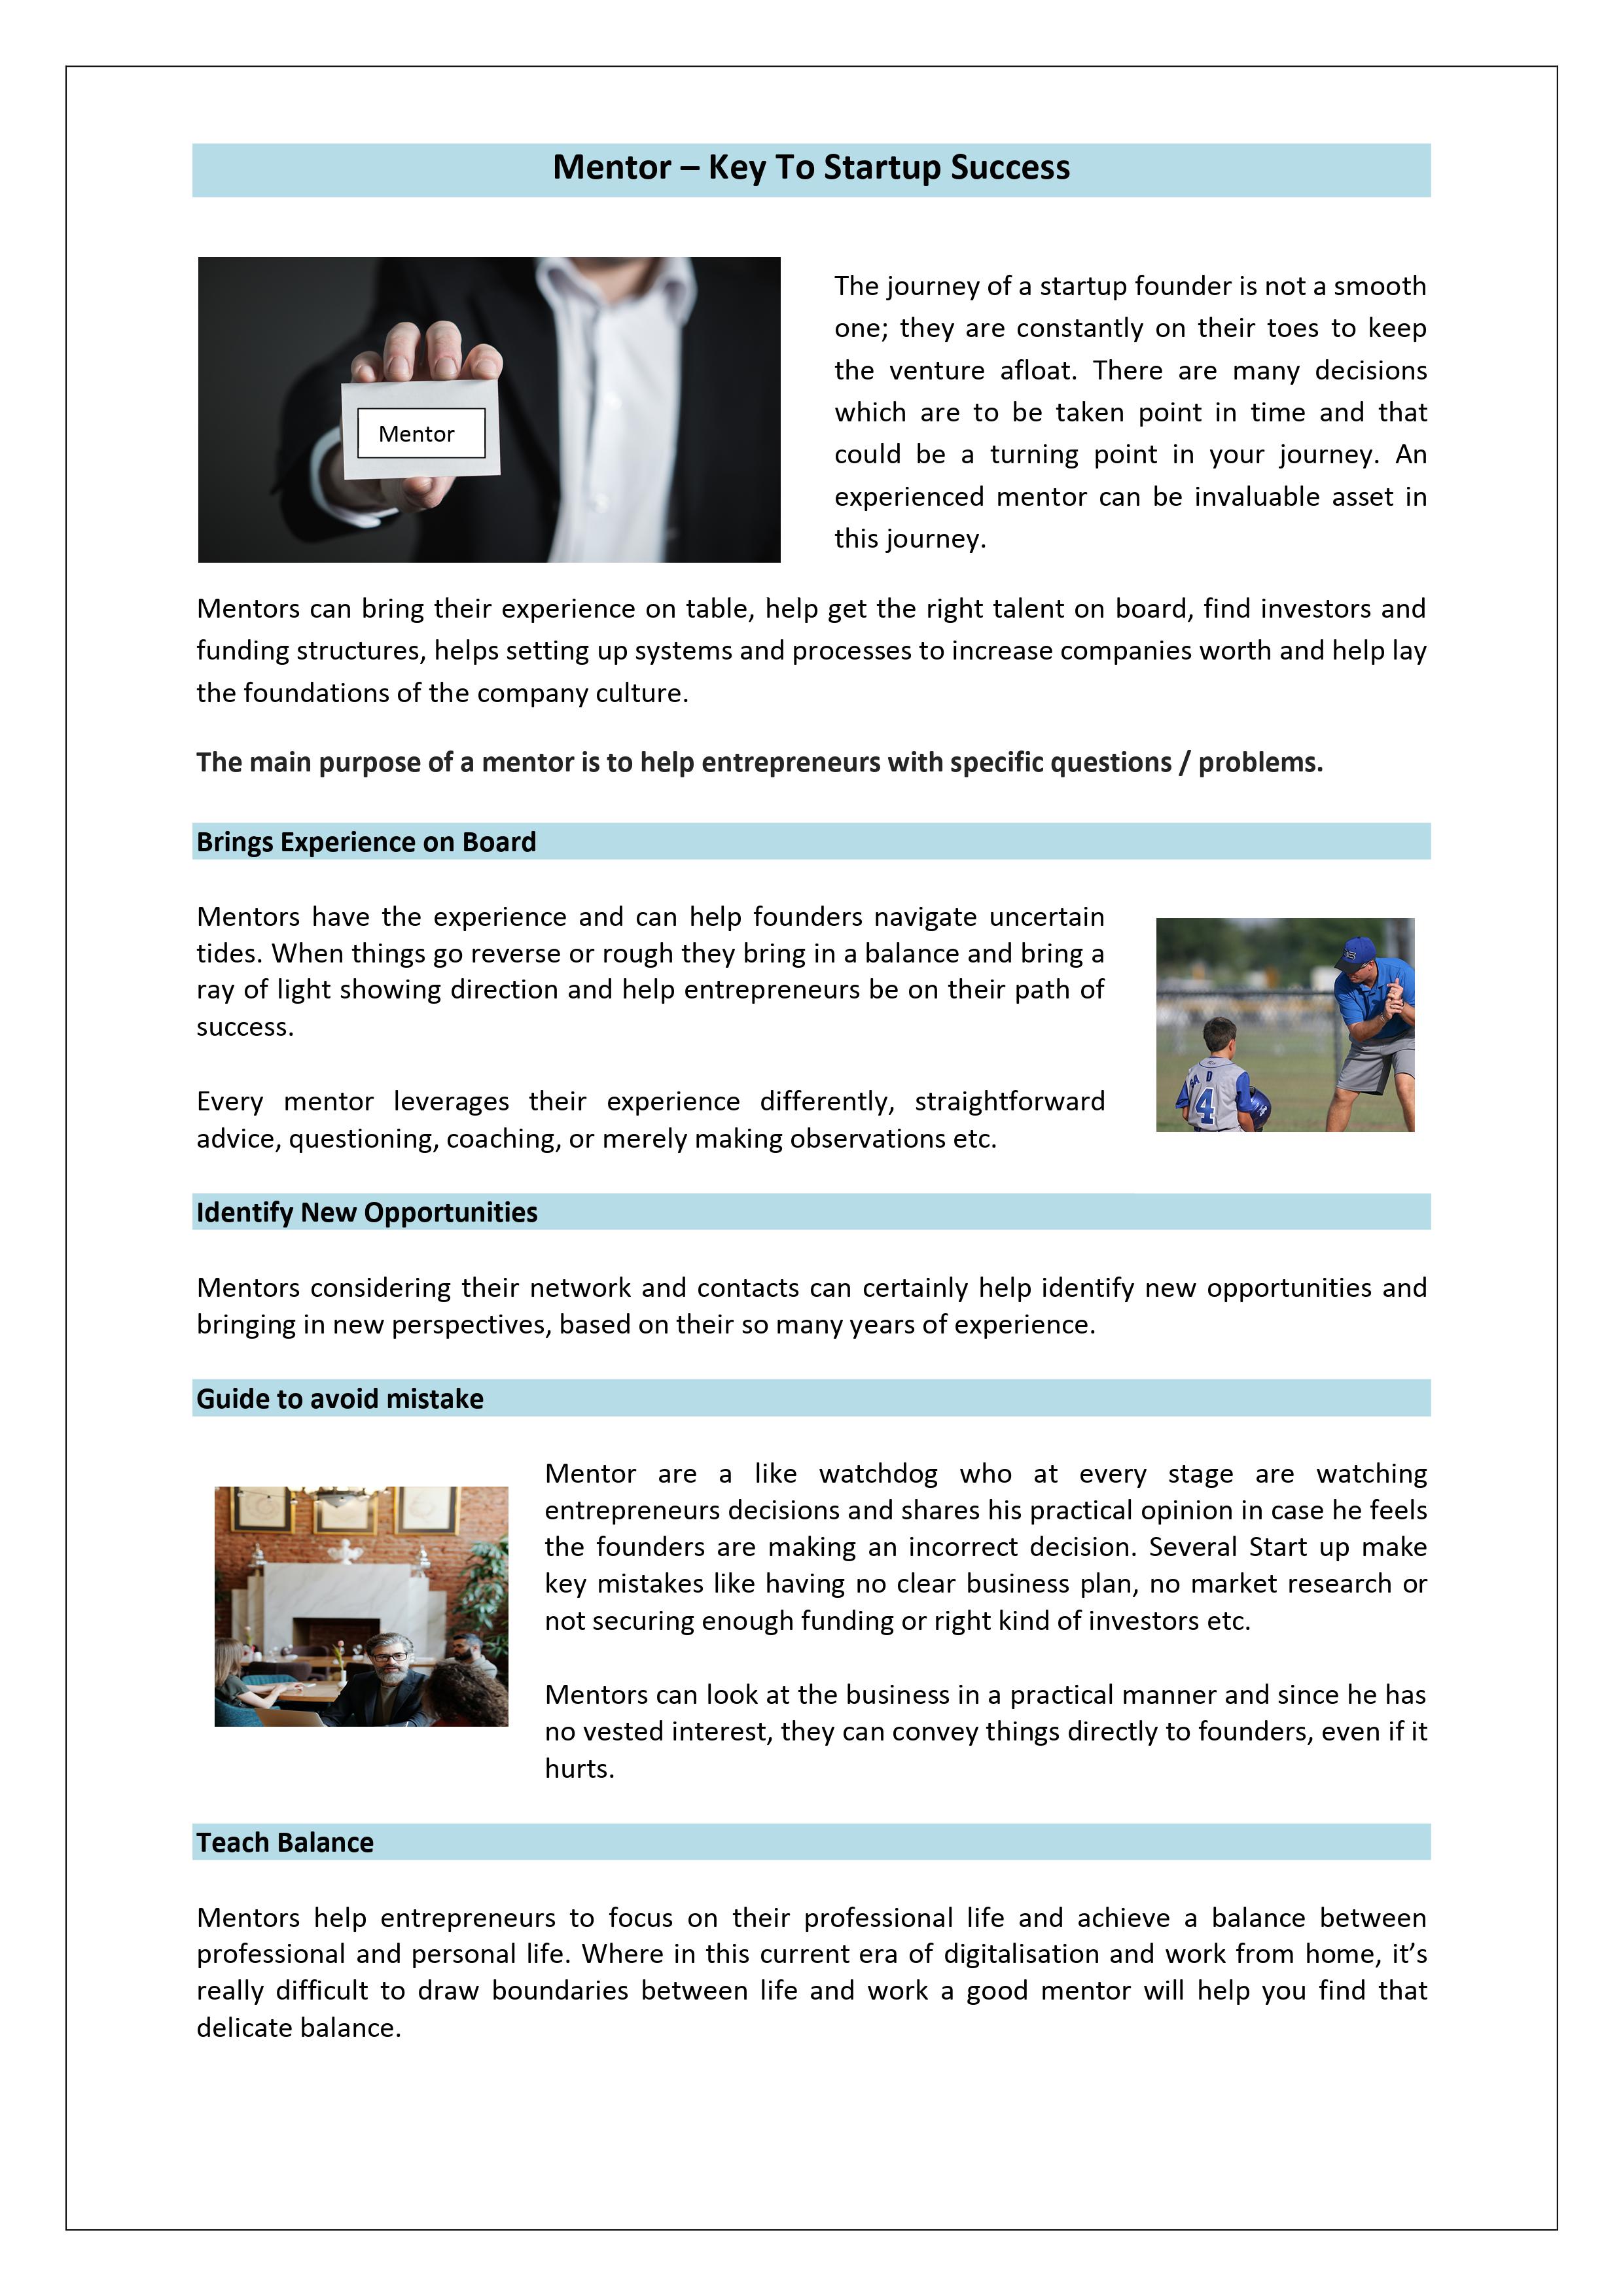 Mentor – Key To Startup Success
Mentor
The journey of a startup founder is not a smooth
one; they are constantly on their toes to keep
the venture afloat. There are many decisions
which are to be taken point in time and that
could be a turning point in your journey. An
experienced mentor can be invaluable asset in
this journey.
Mentors can bring their experience on table, help get the right talent on board, find investors and
funding structures, helps setting up systems and processes to increase companies worth and help lay
the foundations of the company culture.
The main purpose of a mentor is to help entrepreneurs with specific questions / problems.
Brings Experience on Board
Mentors have the experience and can help founders navigate uncertain
tides. When things go reverse or rough they bring in a balance and bring a
ray of light showing direction and help entrepreneurs be on their path of
success.
Every mentor leverages their experience differently, straightforward
advice, questioning, coaching, or merely making observations etc.
4
Identify New Opportunities
Mentors considering their network and contacts can certainly help identify new opportunities and
bringing in new perspectives, based on their so many years of experience.
Guide to avoid mistake
Mentor are a like watchdog who at every stage are watching
entrepreneurs decisions and shares his practical opinion in case he feels
the founders are making an incorrect decision. Several Start up make
key mistakes like having no clear business plan, no market research or
not securing enough funding or right kind of investors etc.
Mentors can look at the business in a practical manner and since he has
no vested interest, they can convey things directly to founders, even if it
hurts.
Teach Balance
Mentors help entrepreneurs to focus on their professional life and achieve a balance between
professional and personal life. Where in this current era of digitalisation and work from home, it’s
really difficult to draw boundaries between life and work a good mentor will help you find that
delicate balance.